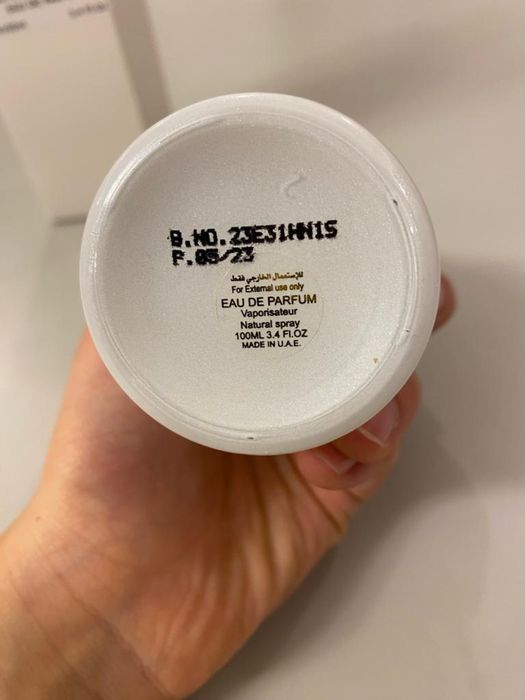 B.NO.23E31HN15
P.05/23
للإستعمال الخارجي فقط
For External use only
EAU DE PARFUM
Vaporisateur
Natural spray
100ML 3.4 Fl.OZ
MADE IN U.A.E.